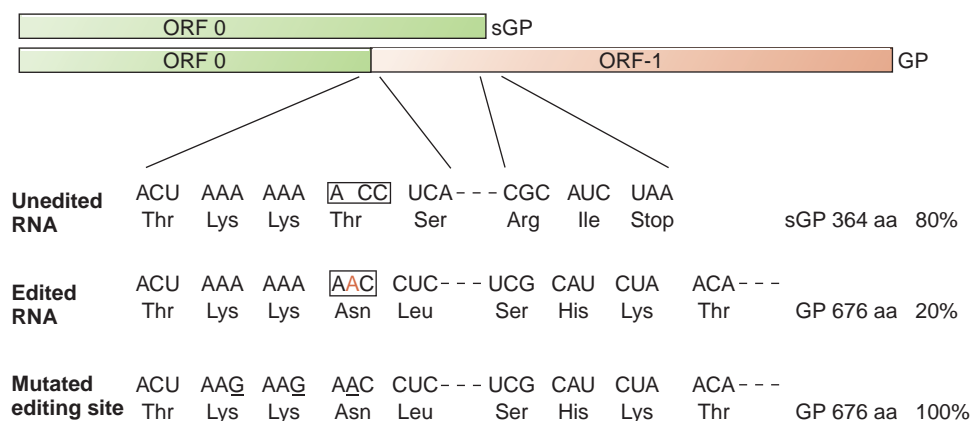 ORF 0 sGP
ORF 0 ORF-1 GP
Unedited RNA
ACU AAA AAA A CC UCA - - - CGC AUC UAA
Thr Lys Lys Thr Ser Arg Ile Stop sGP 364 aa 80%
Edited RNA
ACU AAA AAA AAC CUC - - - UCG CAU CUA ACA - - -
Thr Lys Lys Asn Leu Ser His Lys Thr GP 676 aa 20%
Mutated editing site
ACU AAG AAG AAC CUC - - - UCG CAU CUA ACA - - -
Thr Lys Lys Asn Leu Ser His Lys Thr GP 676 aa 100%